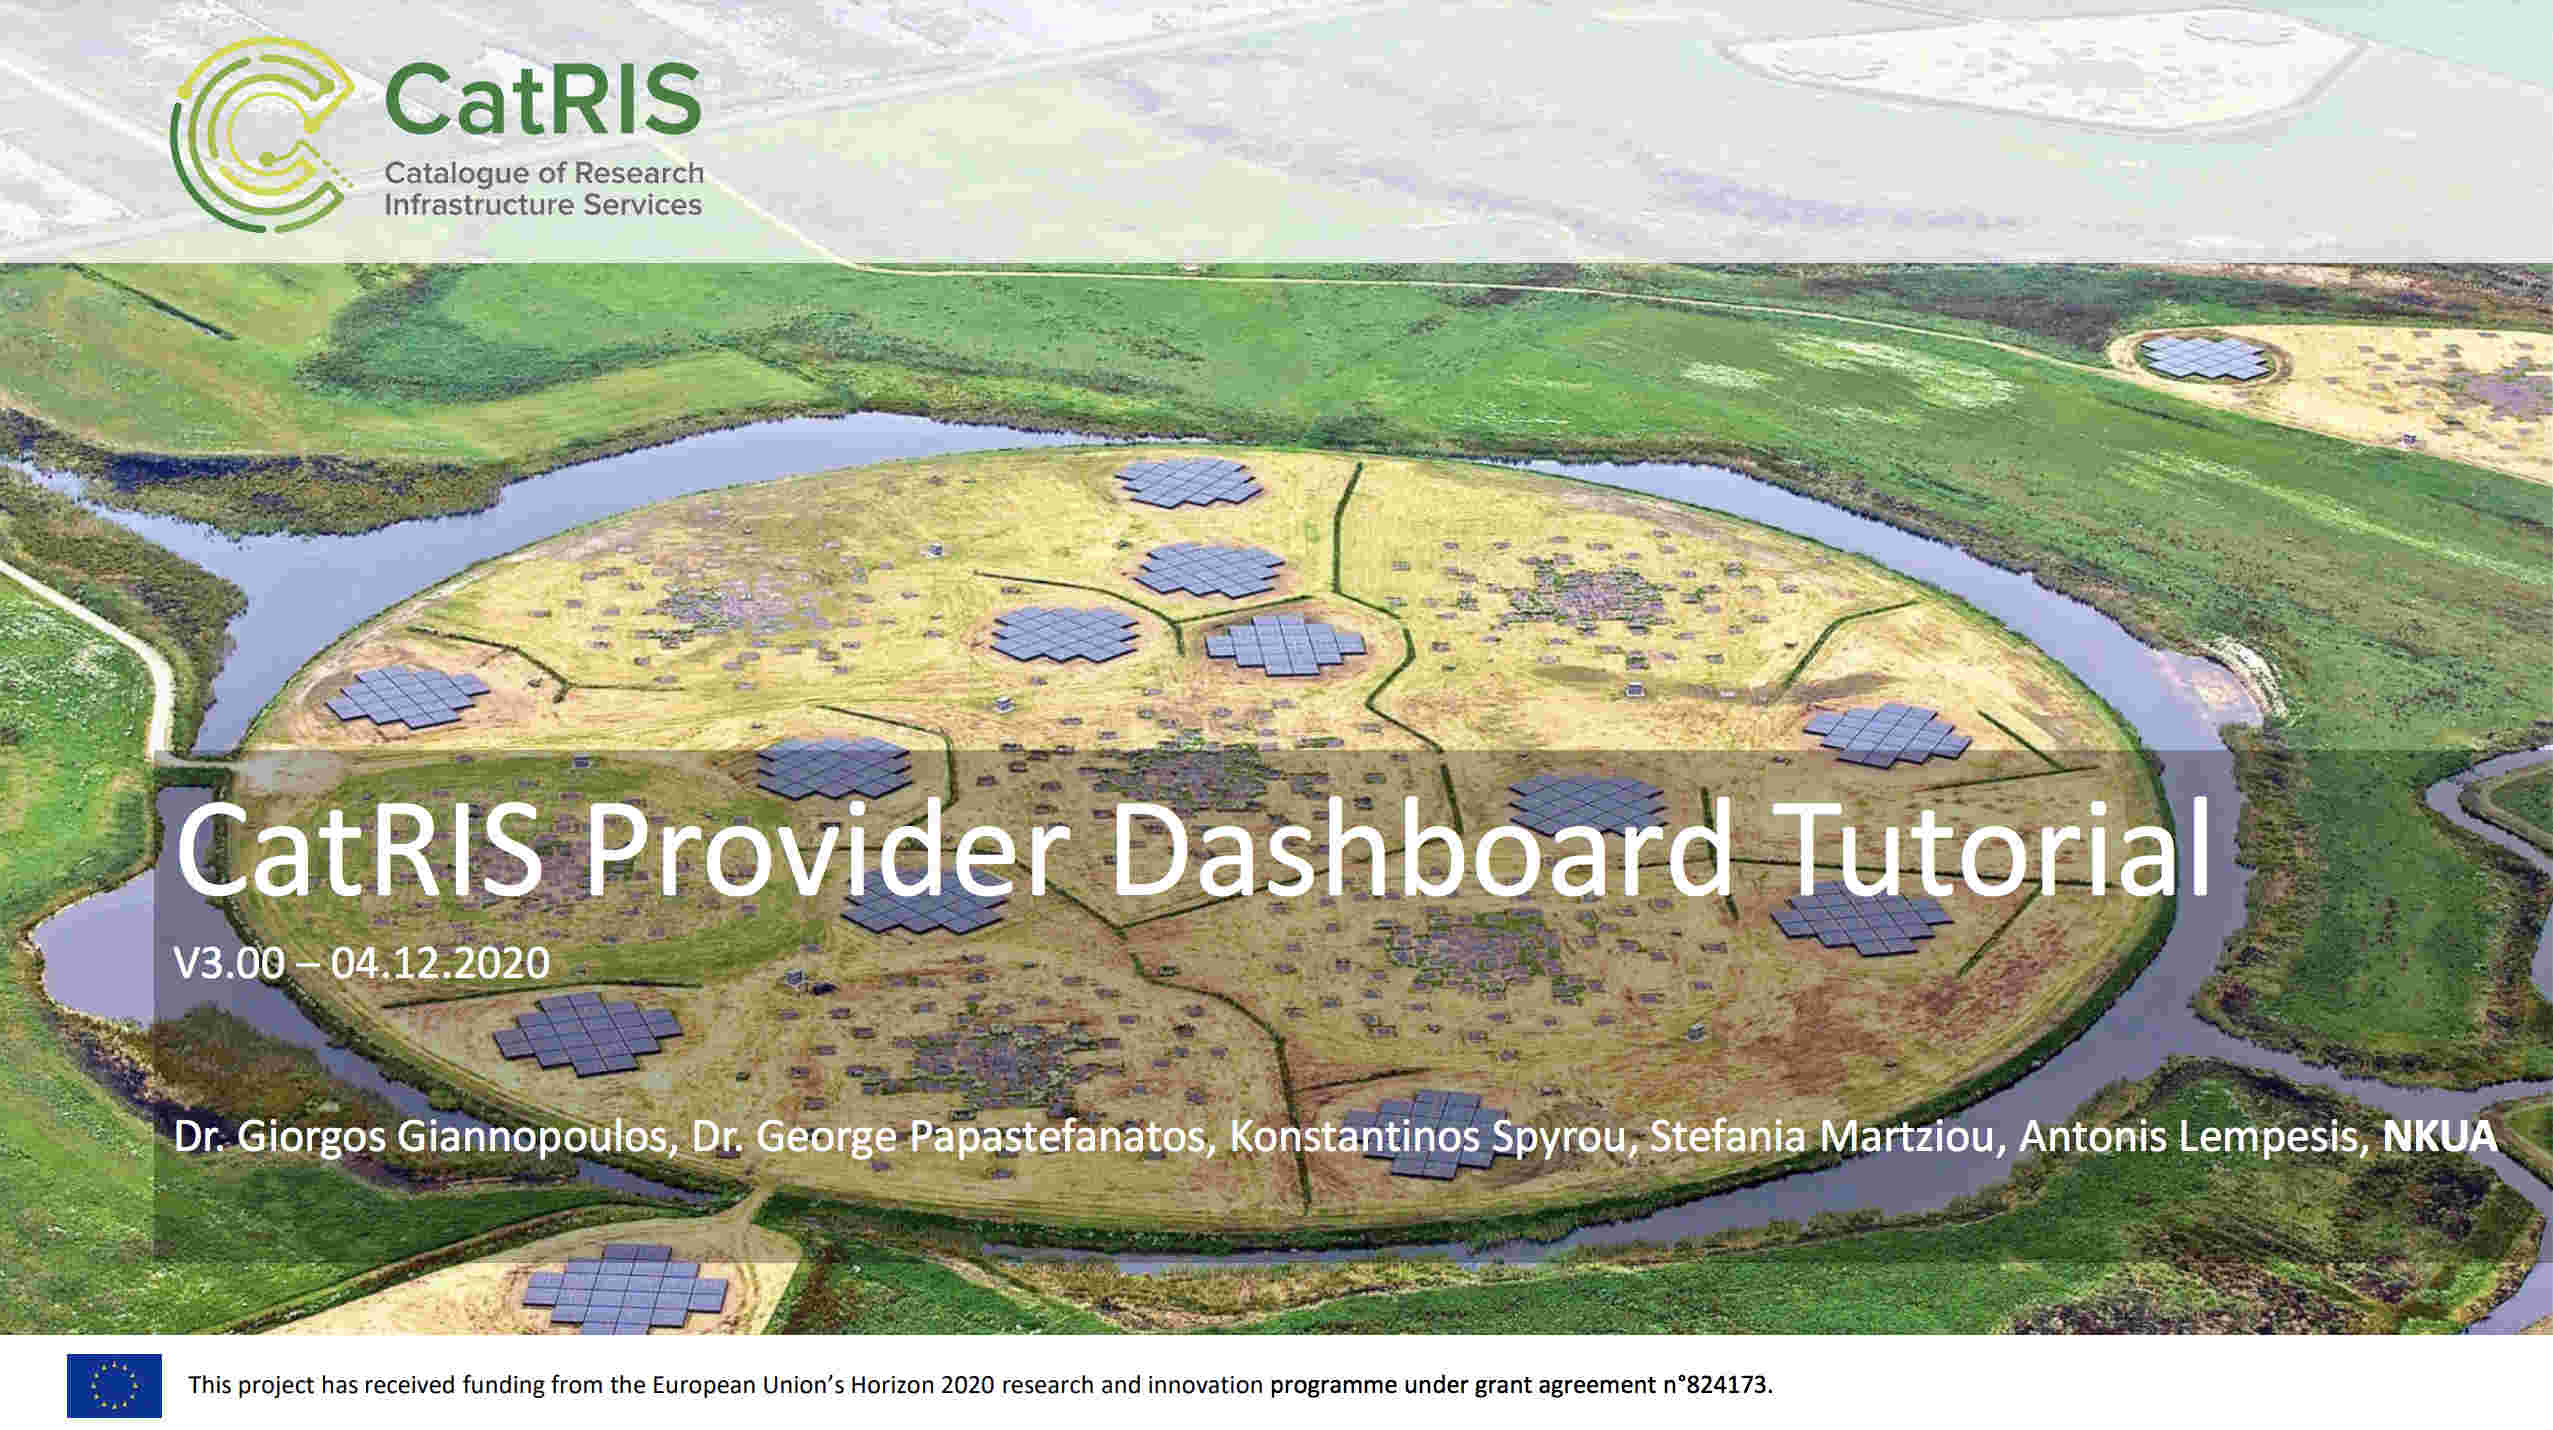 CatRIS
Catalogue of Research
Infrastructure Services
CatRIS Provider Dashboard Tutorial
V3.00 – 04.12.2020
Dr. Giorgos Giannopoulos, Dr. George Papastefanatos, Konstantinos Spyrou, Stefania Martziou, Antonis Lempesis, NKUA
This project has received funding from the European Union’s Horizon 2020 research and innovation programme under grant agreement n°824173.